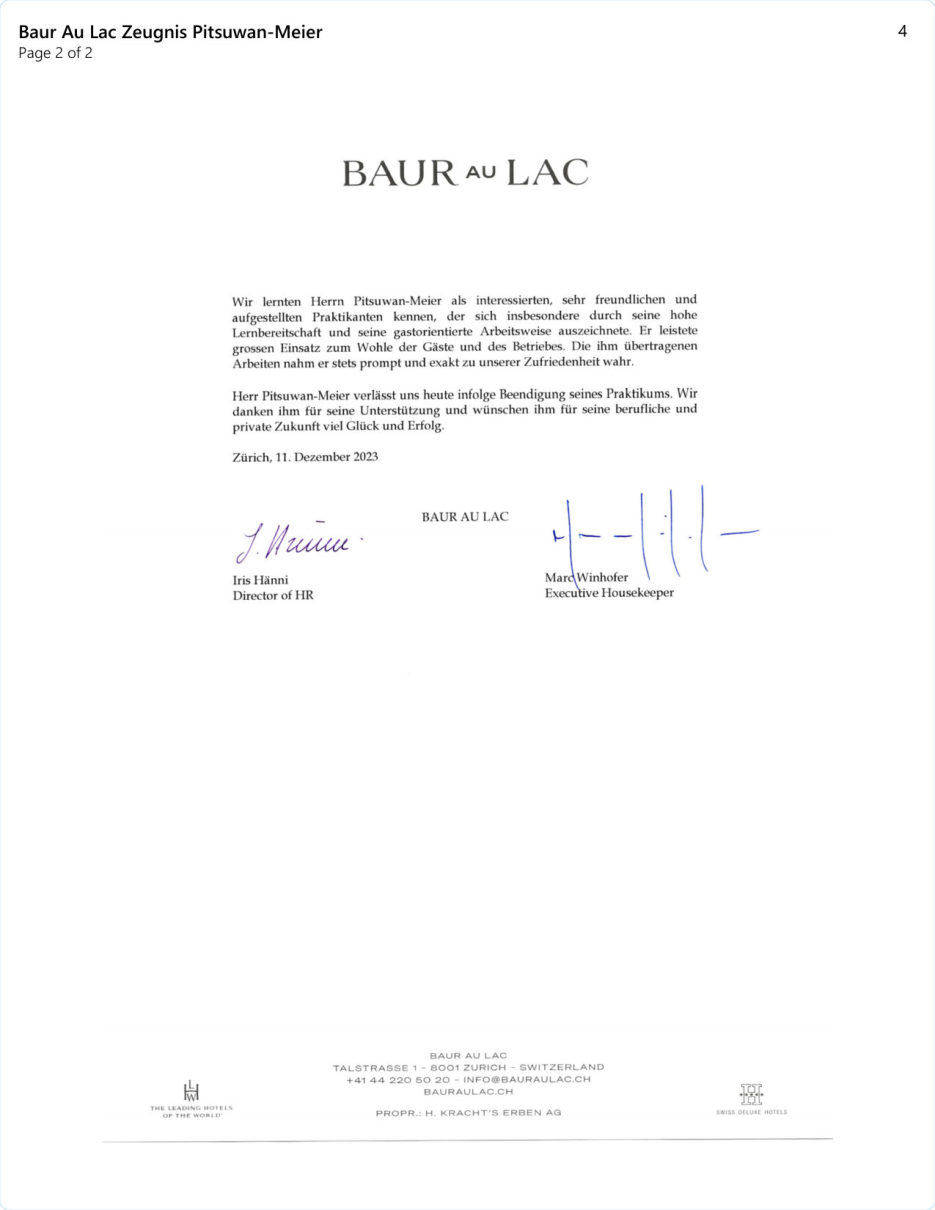 Baur Au Lac Zeugnis Pitsuwan-Meier
4
Page 2 of 2
BAUR AU LAC
Wir lernten Herrn Pitsuwan-Meier als interessierten, sehr freundlichen und
aufgestellten Praktikanten kennen, der sich insbesondere durch seine hohe
Lernbereitschaft und seine gastorientierte Arbeitsweise auszeichnete. Er leistete
grossen Einsatz zum Wohle der Gäste und des Betriebes. Die ihm übertragenen
Arbeiten nahm er stets prompt und exakt zu unserer Zufriedenheit wahr.
Herr Pitsuwan-Meier verlässt uns heute infolge Beendigung seines Praktikums. Wir
danken ihm für seine Unterstützung und wünschen ihm für seine berufliche und
private Zukunft viel Glück und Erfolg.
Zürich, 11. Dezember 2023
BAUR AU LAC
Iris Hänni
Director of HR
Marc Winhofer
Executive Housekeeper
BAUR AU LAC
TALSTRASSE 1 - 8001 ZURICH - SWITZERLAND
+41 44 220 50 20 - INFO@BAURAULAC.CH
BAURAULAC.CH
PROPR.: H. KRACHT'S ERBEN AG
LHW
THE LEADING HOTELS
OF THE WORLD
SWISS DELUXE HOTELS